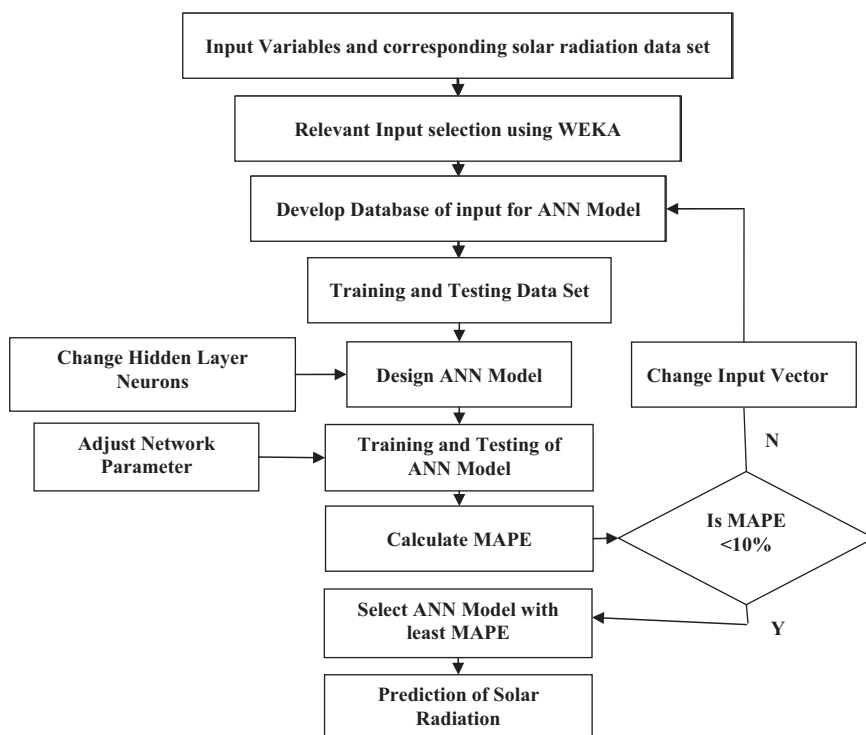 Input Variables and corresponding solar radiation data set
Relevant Input selection using WEKA
Develop Database of input for ANN Model
Training and Testing Data Set
Change Hidden Layer
Neurons
Design ANN Model
Change Input Vector
Adjust Network
Parameter
Training and Testing of
ANN Model
N
Calculate MAPE
Is MAPE
<10%
Select ANN Model with
least MAPE
Y
Prediction of Solar
Radiation